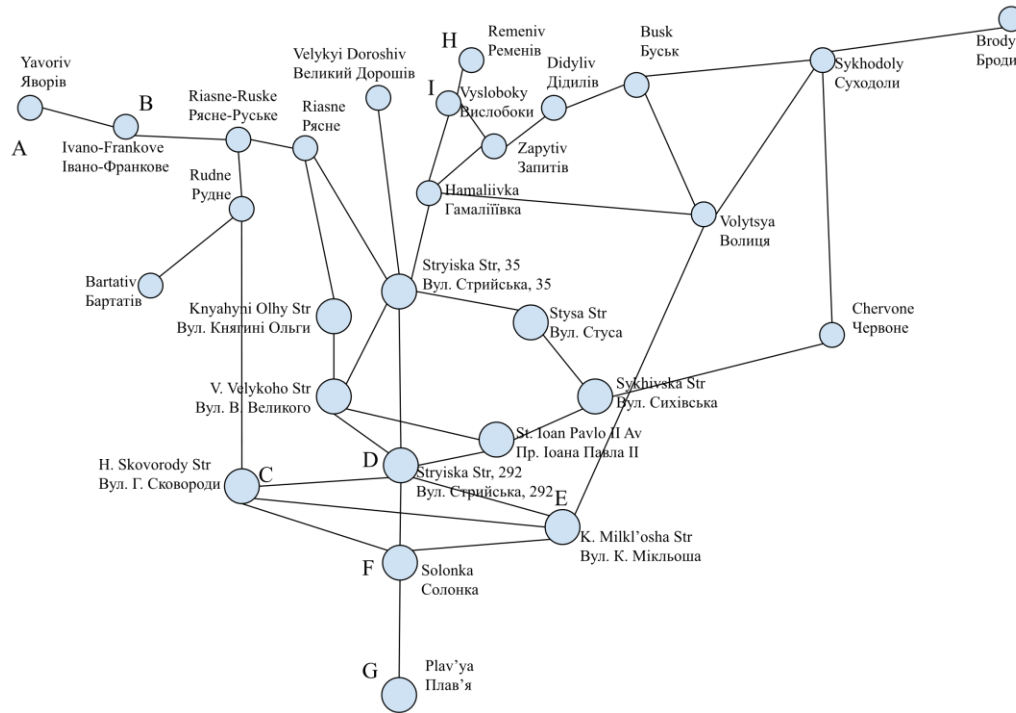 Brody
Броди
Remeniv
Ременів
H
Busk
Буськ
Velykyi Doroshiv
Великий Дорошів
Sykhodoly
Суходоли
Yavoriv
Яворів
Didyliv
Дідилів
I
Vysloboky
Вислобоки
B
Riasne-Ruske
Рясне-Руське
Riasne
Рясне
A
Ivano-Frankove
Івано-Франкове
Zapytiv
Запитів
Rudne
Рудне
Hamaliivka
Гамаліїївка
Volytsya
Волиця
Bartativ
Бартатів
Stryiska Str, 35
Вул. Стрийська, 35
Knyahyni Olhy Str
Вул. Княгині Ольги
Stysa Str
Вул. Стуса
Chervone
Червоне
V. Velykoho Str
Вул. В. Великого
Sykhivska Str
Вул. Сихівська
St. Ioan Pavlo II Av
Пр. Іоана Павла ІІ
D
H. Skovorody Str
Вул. Г. Сковороди
C
Stryiska Str, 292
Вул. Стрийська, 292
E
K. Milkl’osha Str
Вул. К. Мікльоша
F
Solonka
Солонка
G
Plav’ya
Плав’я